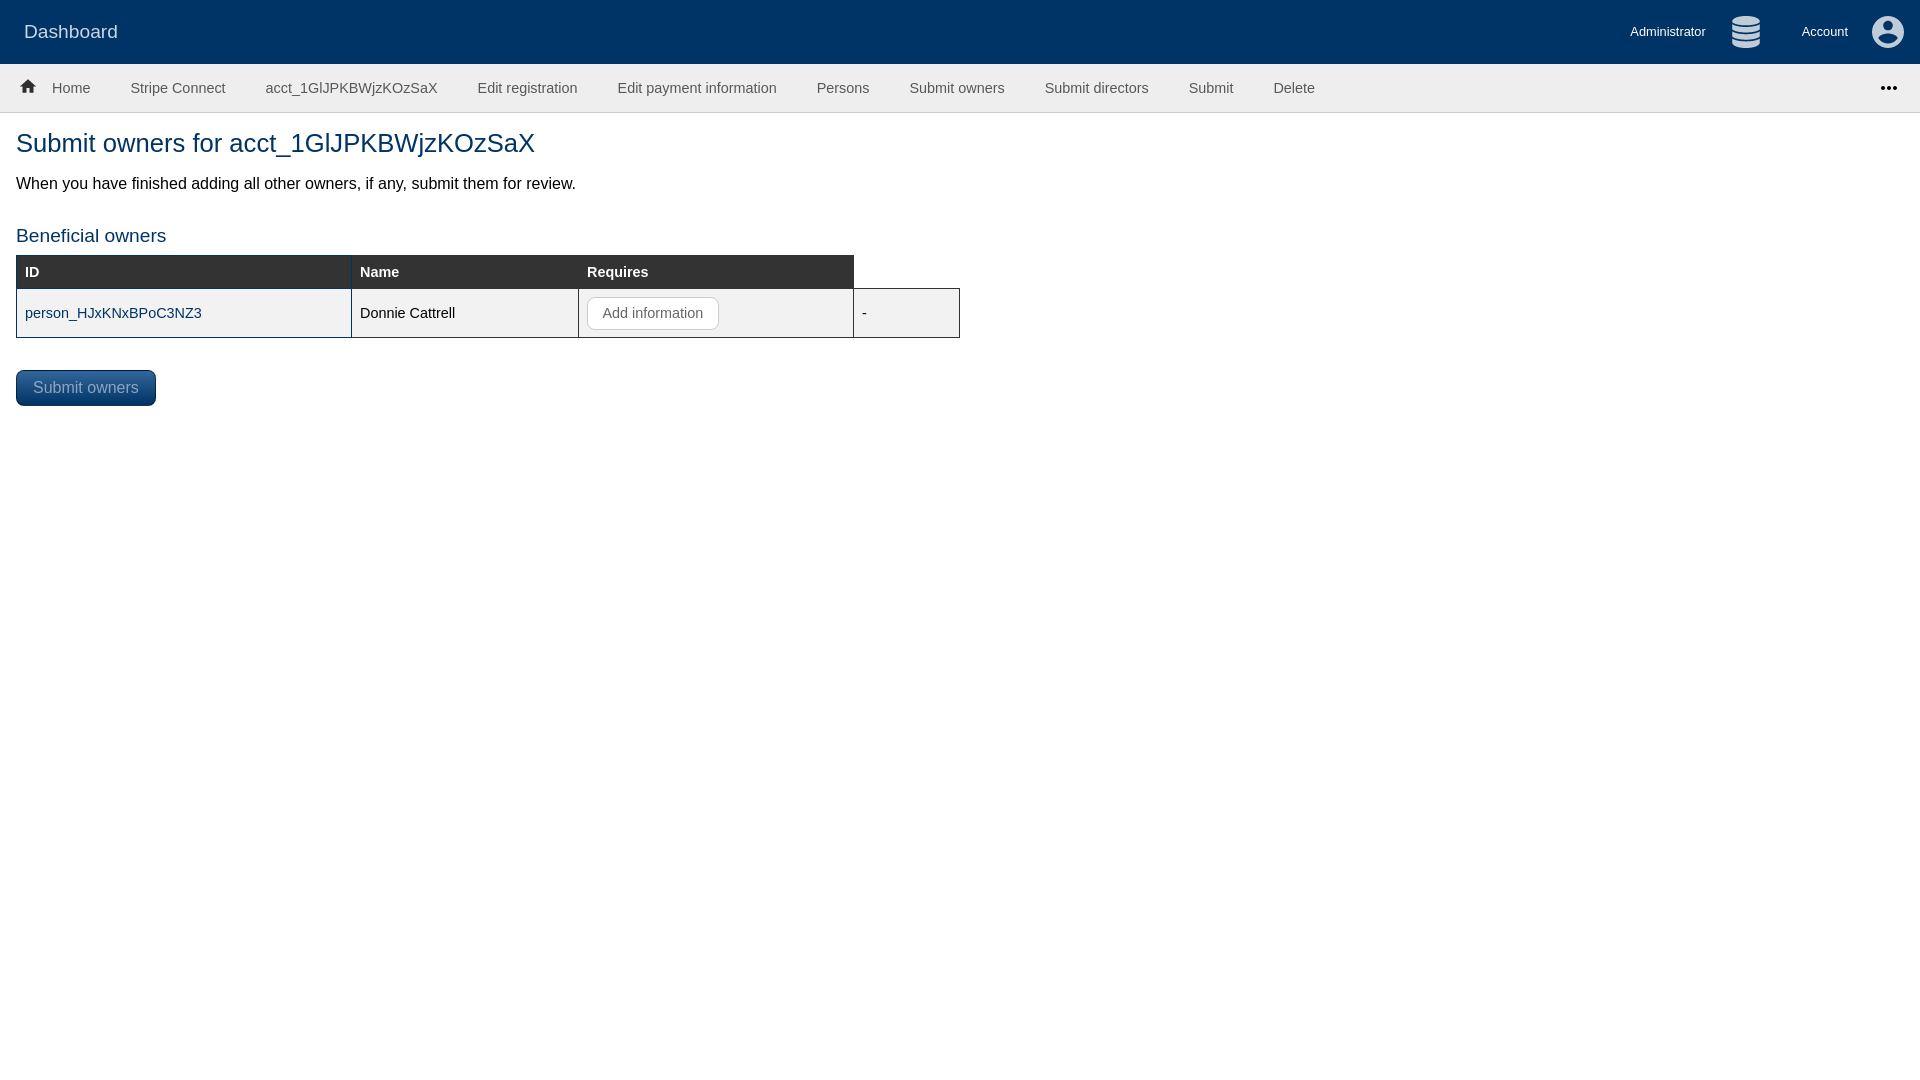 Dashboard
Administrator
Account
Home
Stripe Connect
acct_1GlJPKBWjzKOzSaX
Edit registration
Edit payment information
Persons
Submit owners
Submit directors
Submit
Delete
Submit owners for acct_1GlJPKBWjzKOzSaX
When you have finished adding all other owners, if any, submit them for review.
Beneficial owners
ID Name Requires
person_HJxKNxBPoC3NZ3 Donnie Cattrell Add information -
Submit owners